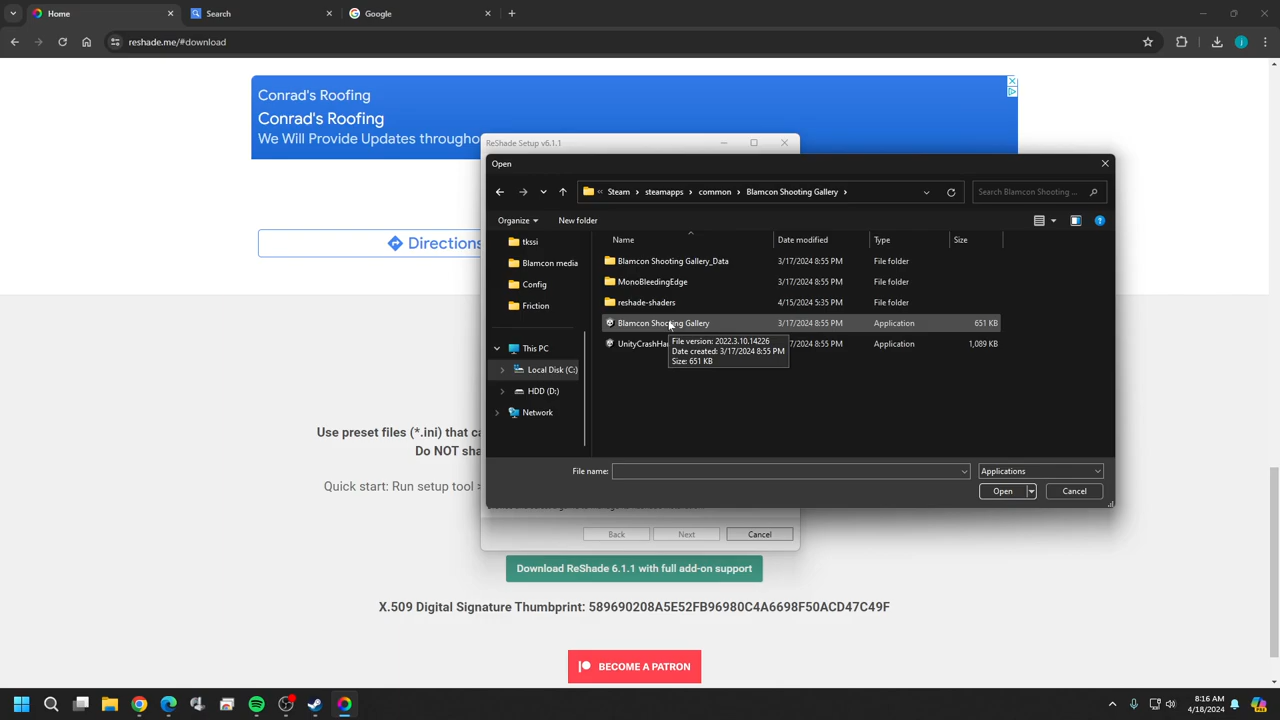 Home
Search
Google
reshade.me/#download
Conrad's Roofing
Conrad's Roofing
We Will Provide Updates througho
Directions
ReShade Setup v6.1.1
Open
Steam > steamapps > common > Blamcon Shooting Gallery >
Search Blamcon Shooting ...
Organize
New folder
Name
Date modified
Type
Size
tkssi
Blamcon media
Config
Friction
This PC
Local Disk (C:)
HDD (D:)
Network
Blamcon Shooting Gallery_Data 3/17/2024 8:55 PM File folder
MonoBleedingEdge 3/17/2024 8:55 PM File folder
reshade-shaders 4/15/2024 5:35 PM File folder
Blamcon Shooting Gallery 3/17/2024 8:55 PM Application 651 KB
UnityCrashHa 7/2024 8:55 PM Application 1,089 KB
File version: 2022.3.10.14226
Date created: 3/17/2024 8:55 PM
Size: 651 KB
File name:
Applications
Open
Cancel
Use preset files (*.ini) that ca
Do NOT sha
Quick start: Run setup tool >
Back
Next
Cancel
Download ReShade 6.1.1 with full add-on support
X.509 Digital Signature Thumbprint: 589690208A5E52FB96980C4A6698F50ACD47C49F
BECOME A PATRON
8:16 AM
4/18/2024